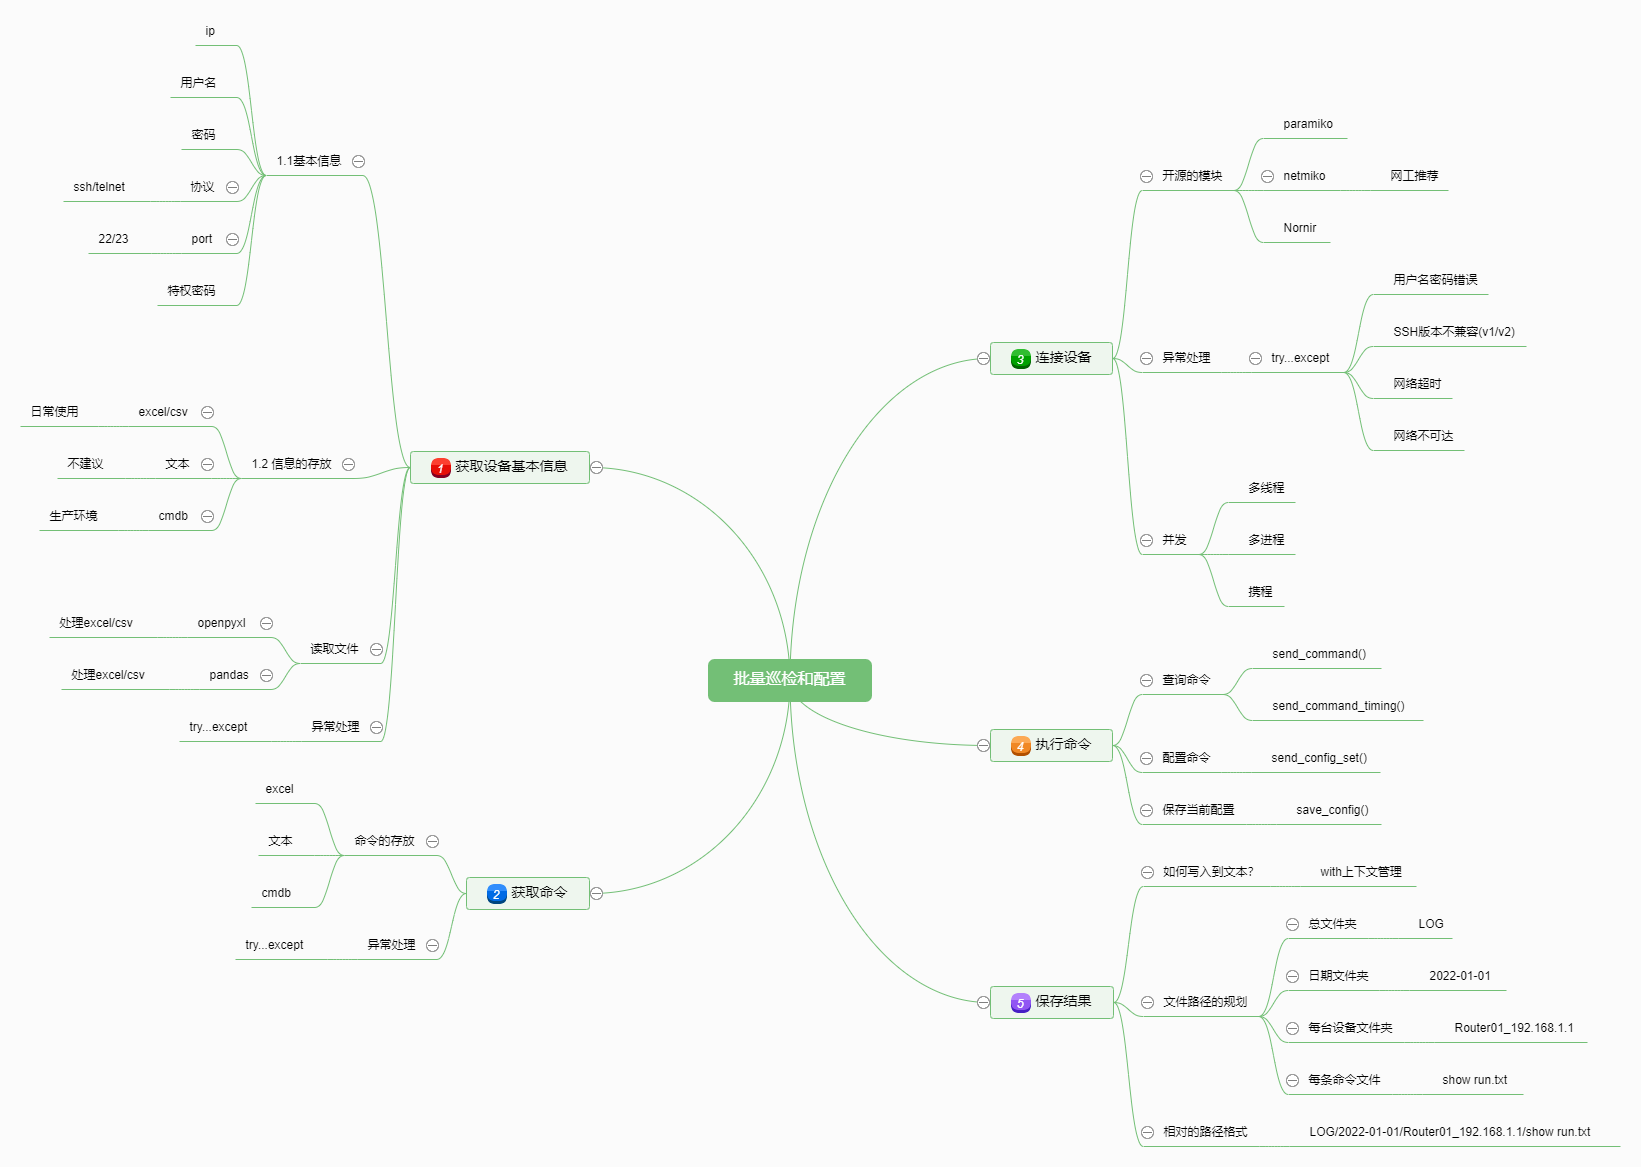 批量巡检和配置
1 获取设备基本信息
1.1基本信息
ip
用户名
密码
协议
ssh/telnet
port
22/23
特权密码
1.2 信息的存放
excel/csv
日常使用
文本
不建议
cmdb
生产环境
读取文件
openpyxl
处理excel/csv
pandas
处理excel/csv
异常处理
try...except
2 获取命令
命令的存放
excel
文本
cmdb
异常处理
try...except
3 连接设备
开源的模块
paramiko
netmiko
网工推荐
Nornir
异常处理
try...except
用户名密码错误
SSH版本不兼容(v1/v2)
网络超时
网络不可达
并发
多线程
多进程
携程
4 执行命令
查询命令
send_command()
send_command_timing()
配置命令
send_config_set()
保存当前配置
save_config()
5 保存结果
如何写入到文本?
with上下文管理
文件路径的规划
总文件夹
LOG
日期文件夹
2022-01-01
每台设备文件夹
Router01_192.168.1.1
每条命令文件
show run.txt
相对的路径格式
LOG/2022-01-01/Router01_192.168.1.1/show run.txt